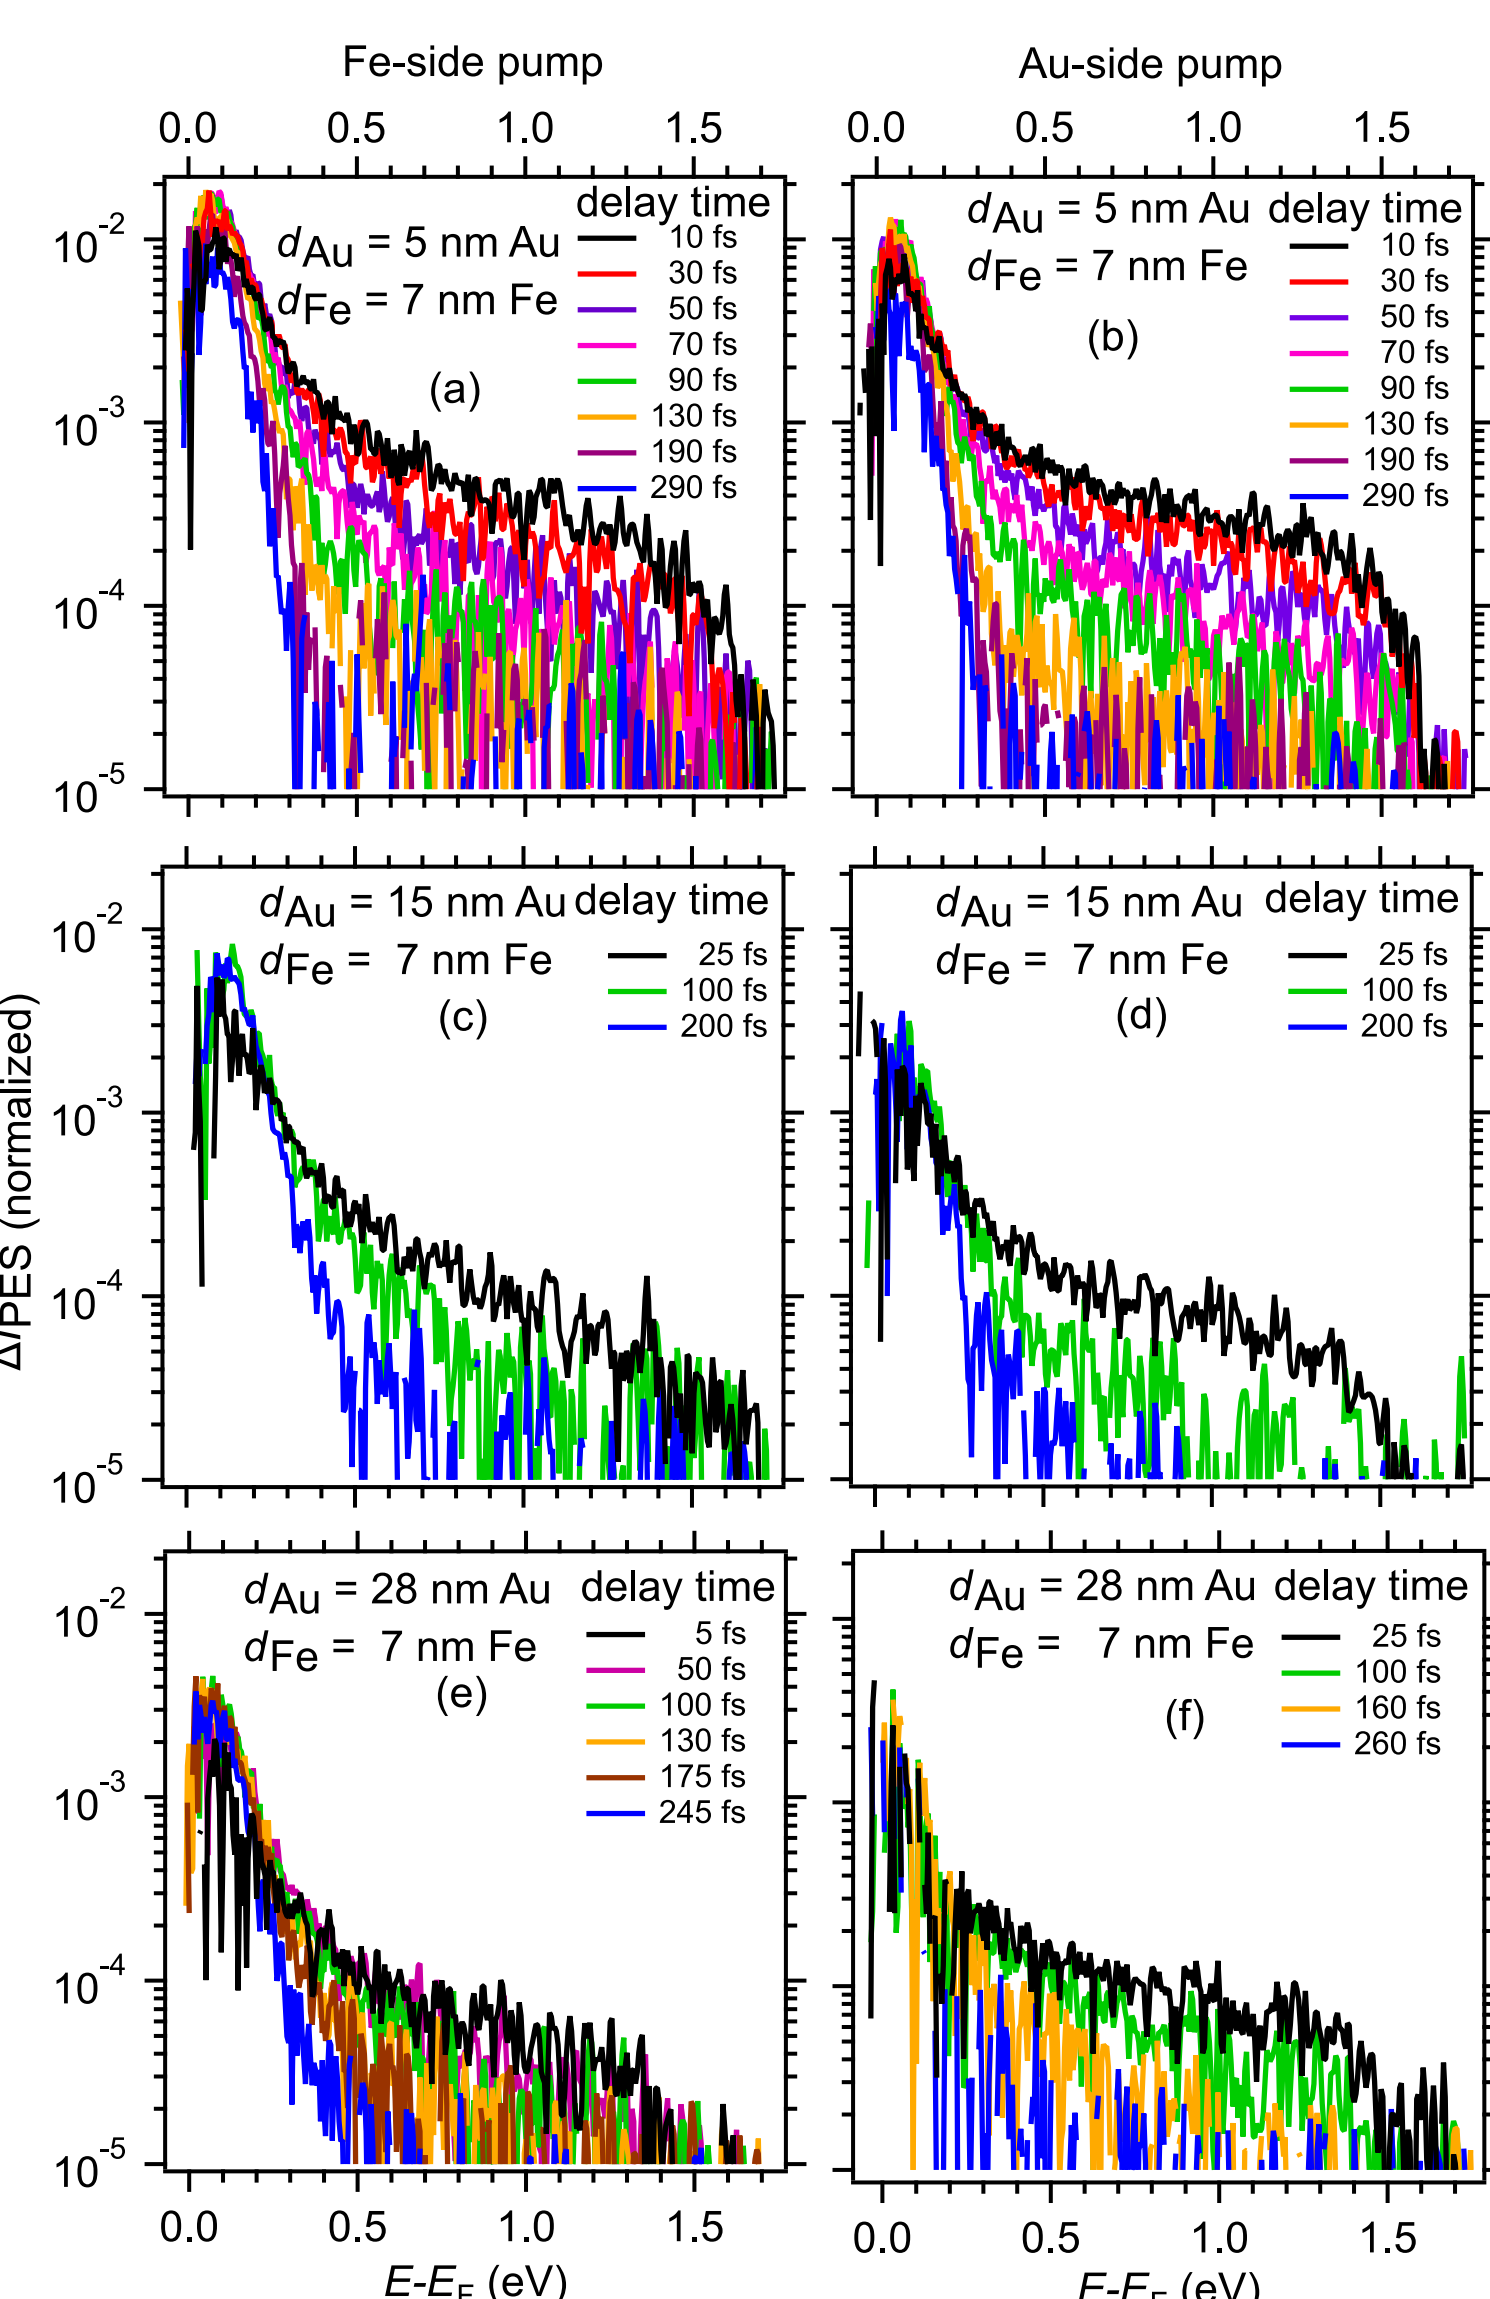 Fe-side pump
Au-side pump
0.0 0.5 1.0 1.5
0.0 0.5 1.0 1.5
delay time
dAu = 5 nm Au
dFe = 7 nm Fe
(a)
10 fs
30 fs
50 fs
70 fs
90 fs
130 fs
190 fs
290 fs
10-2
10-3
10-4
10-5
dAu = 5 nm Au delay time
dFe = 7 nm Fe
(b)
10 fs
30 fs
50 fs
70 fs
90 fs
130 fs
190 fs
290 fs
dAu = 15 nm Au delay time
dFe = 7 nm Fe
(c)
25 fs
100 fs
200 fs
10-2
10-3
10-4
10-5
dAu = 15 nm Au delay time
dFe = 7 nm Fe
(d)
25 fs
100 fs
200 fs
ΔIPES (normalized)
dAu = 28 nm Au delay time
dFe = 7 nm Fe
(e)
5 fs
50 fs
100 fs
130 fs
175 fs
245 fs
10-2
10-3
10-4
10-5
dAu = 28 nm Au delay time
dFe = 7 nm Fe
(f)
25 fs
100 fs
160 fs
260 fs
0.0 0.5 1.0 1.5
0.0 0.5 1.0 1.5
E-EF (eV)
E-EF (eV)